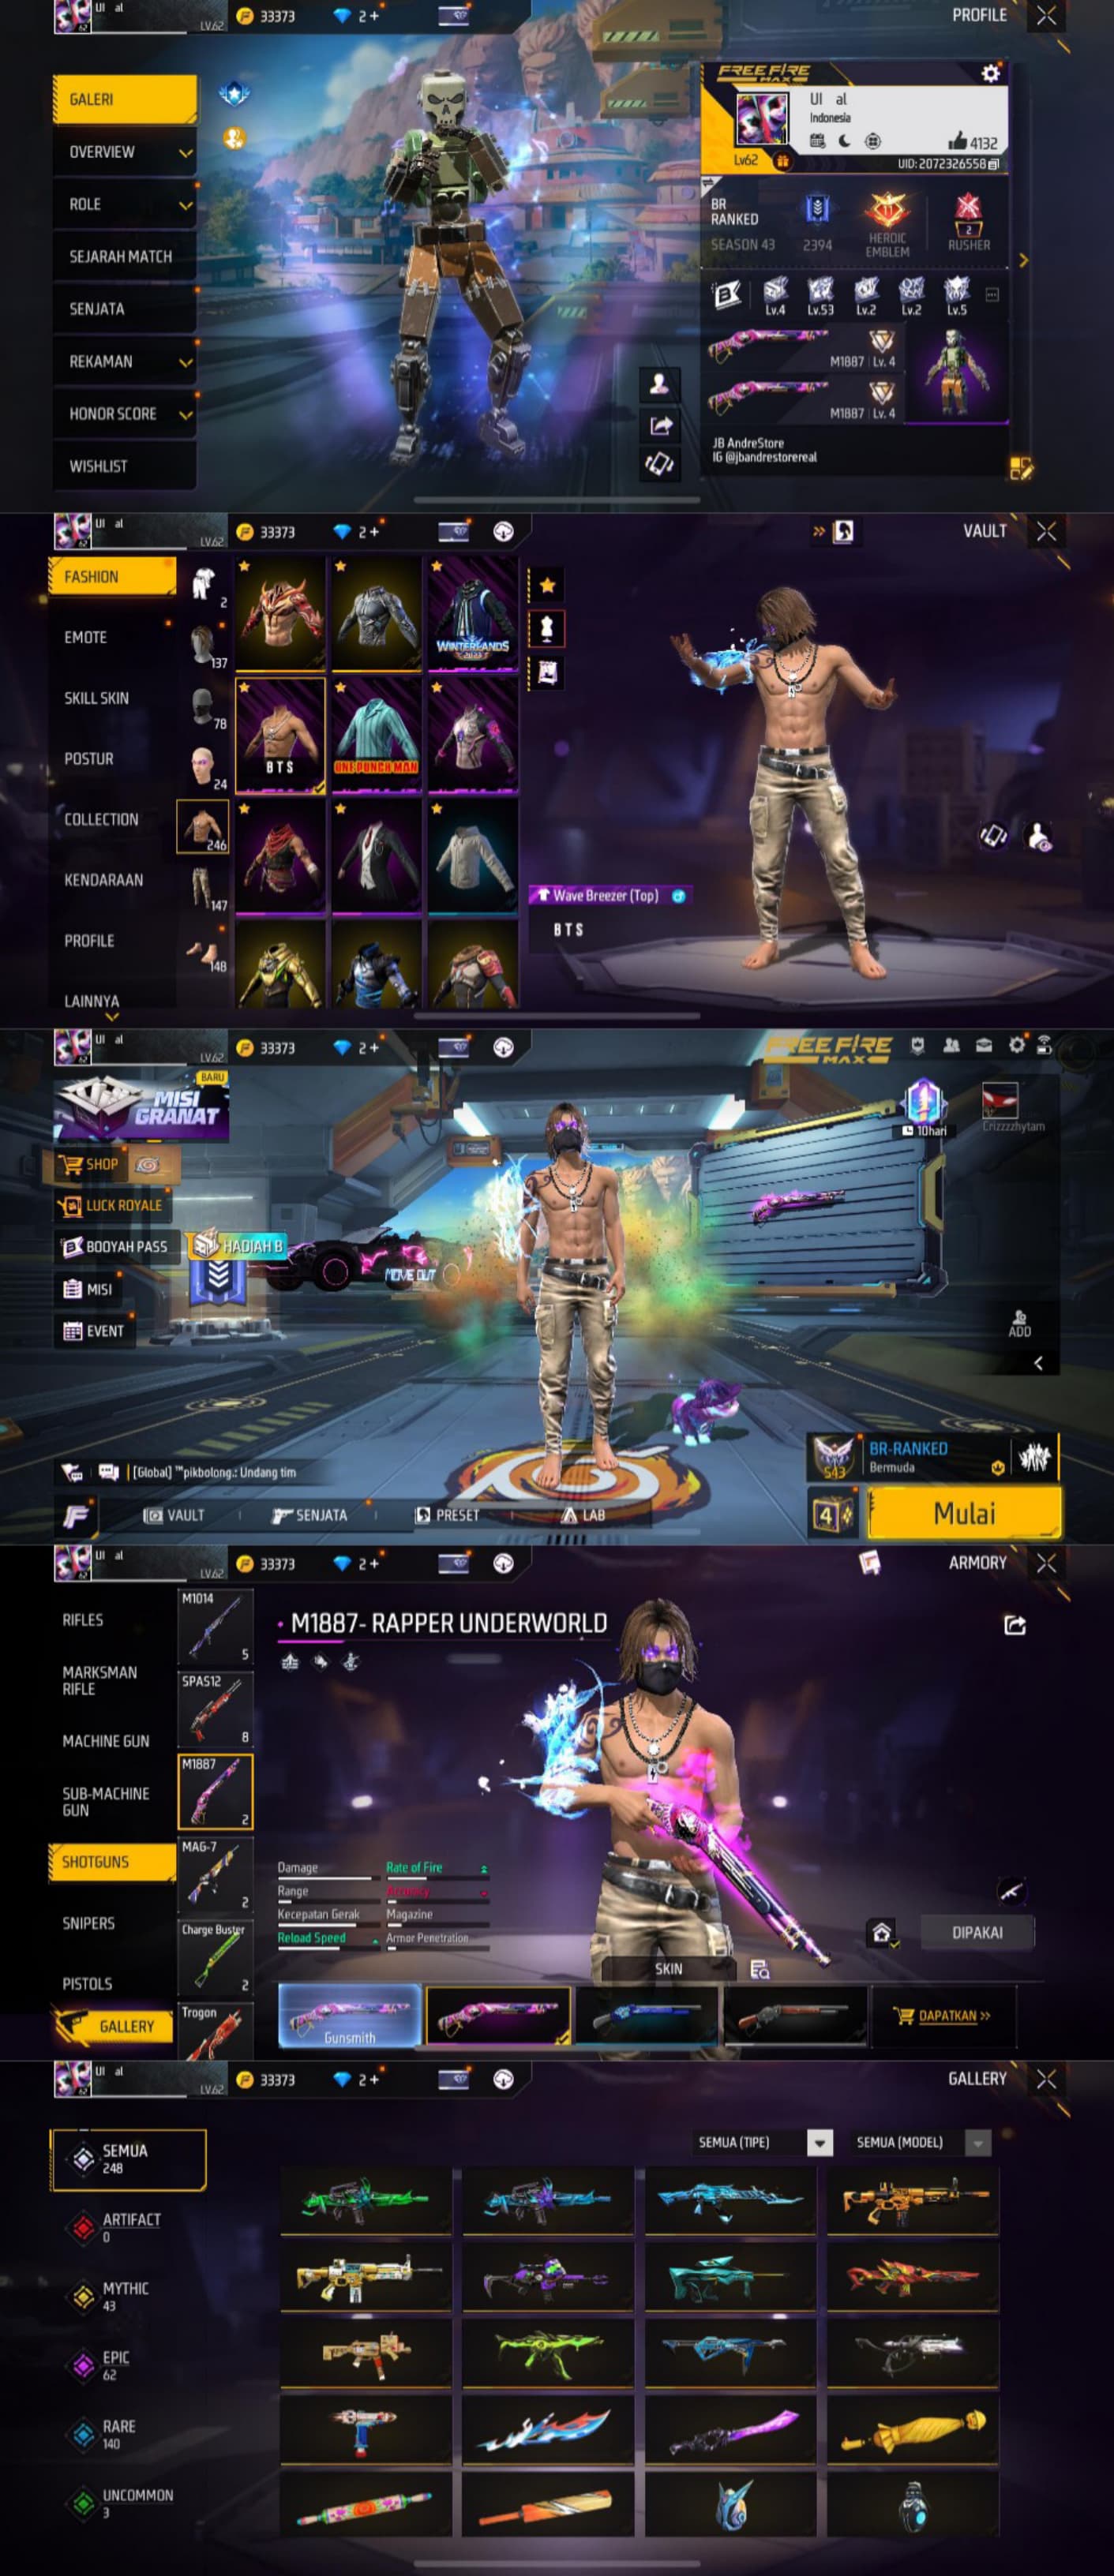 Ul al
LV.62
33373
2 +
PROFILE
GALERI
OVERVIEW
ROLE
SEJARAH MATCH
SENJATA
REKAMAN
HONOR SCORE
WISHLIST
FREE FIRE
MAX
Ul al
Indonesia
4132
Lv62
UID: 2072326558
BR
RANKED
SEASON 43
2394
HEROIC
EMBLEM
2
RUSHER
Lv.4
Lv.53
Lv.2
Lv.2
Lv.5
M1887 Lv. 4
M1887 Lv. 4
JB AndreStore
IG @jbandrestorereal
Ul al
LV.62
33373
2 +
VAULT
FASHION
EMOTE
SKILL SKIN
POSTUR
COLLECTION
KENDARAAN
PROFILE
LAINNYA
2
137
78
24
246
147
148
WINTERLANDS
2023
BTS
ONE PUNCH MAN
Wave Breezer (Top)
BTS
Ul al
LV.62
33373
2 +
FREE FIRE
MAX
BARU
MISI
GRANAT
SHOP
LUCK ROYALE
BOOYAH PASS
HADIAH B
MISI
EVENT
MOVE OUT
10hari
Crizzzzhytam
ADD
[Global] ™pikbolong.: Undang tim
543
BR-RANKED
Bermuda
VAULT
SENJATA
PRESET
LAB
4
Mulai
Ul al
LV.62
33373
2 +
ARMORY
RIFLES
MARKSMAN
RIFLE
MACHINE GUN
SUB-MACHINE
GUN
SHOTGUNS
SNIPERS
PISTOLS
GALLERY
M1014
5
SPAS12
8
M1887
2
MAG-7
2
Charge Buster
2
Trogon
M1887- RAPPER UNDERWORLD
Damage
Rate of Fire
Range
Accuracy
Kecepatan Gerak
Magazine
Reload Speed
Armor Penetration
DIPAKAI
SKIN
Gunsmith
DAPATKAN >>
Ul al
LV.62
33373
2 +
GALLERY
SEMUA
248
ARTIFACT
0
MYTHIC
43
EPIC
62
RARE
140
UNCOMMON
3
SEMUA (TIPE)
SEMUA (MODEL)